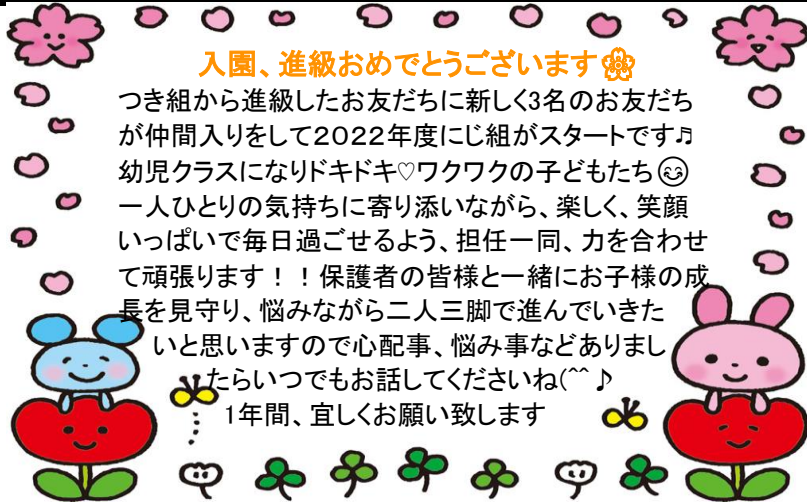 入園、進級おめでとうございます🌸
つき組から進級したお友だちに新しく3名のお友だち
が仲間入りをして2022年度にじ組がスタートです♬
幼児クラスになりドキドキ♡ワクワクの子どもたち😊
一人ひとりの気持ちに寄り添いながら、楽しく、笑顔
いっぱいで毎日過ごせるよう、担任一同、力を合わせ
て頑張ります！！保護者の皆様と一緒にお子様の成
長を見守り、悩みながら二人三脚で進んでいきた
いと思いますので心配事、悩み事などありまし
たらいつでもお話してくださいね(^^♪
1年間、宜しくお願い致します